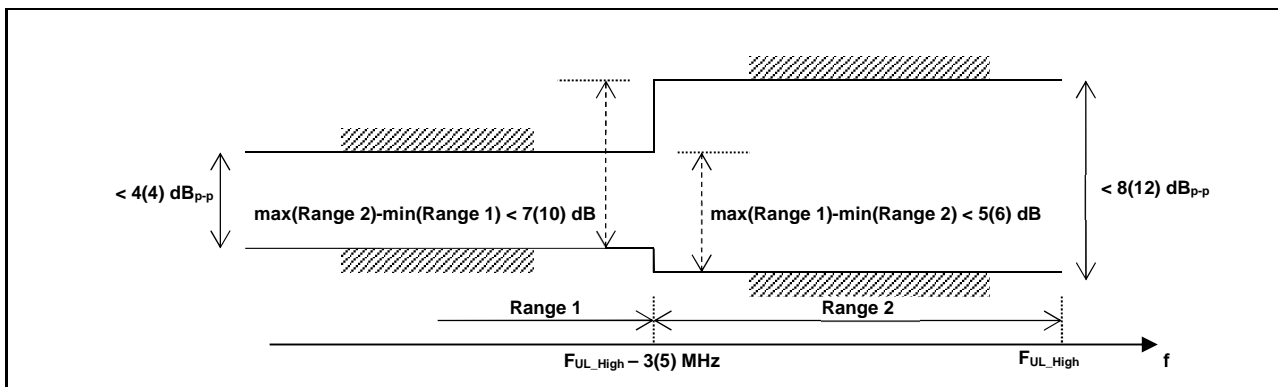 < 4(4) dBp-p
max(Range 2)-min(Range 1) < 7(10) dB
max(Range 1)-min(Range 2) < 5(6) dB
< 8(12) dBp-p
Range 1
Range 2
FUL_High – 3(5) MHz
FUL_High
f